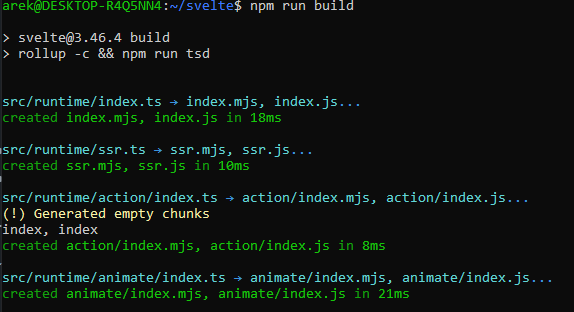 arek@DESKTOP-R4Q5NN4:~/svelte$ npm run build
> svelte@3.46.4 build
> rollup -c && npm run tsd
src/runtime/index.ts → index.mjs, index.js...
created index.mjs, index.js in 18ms
src/runtime/ssr.ts → ssr.mjs, ssr.js...
created ssr.mjs, ssr.js in 10ms
src/runtime/action/index.ts → action/index.mjs, action/index.js...
(!) Generated empty chunks
index, index
created action/index.mjs, action/index.js in 8ms
src/runtime/animate/index.ts → animate/index.mjs, animate/index.js...
created animate/index.mjs, animate/index.js in 21ms